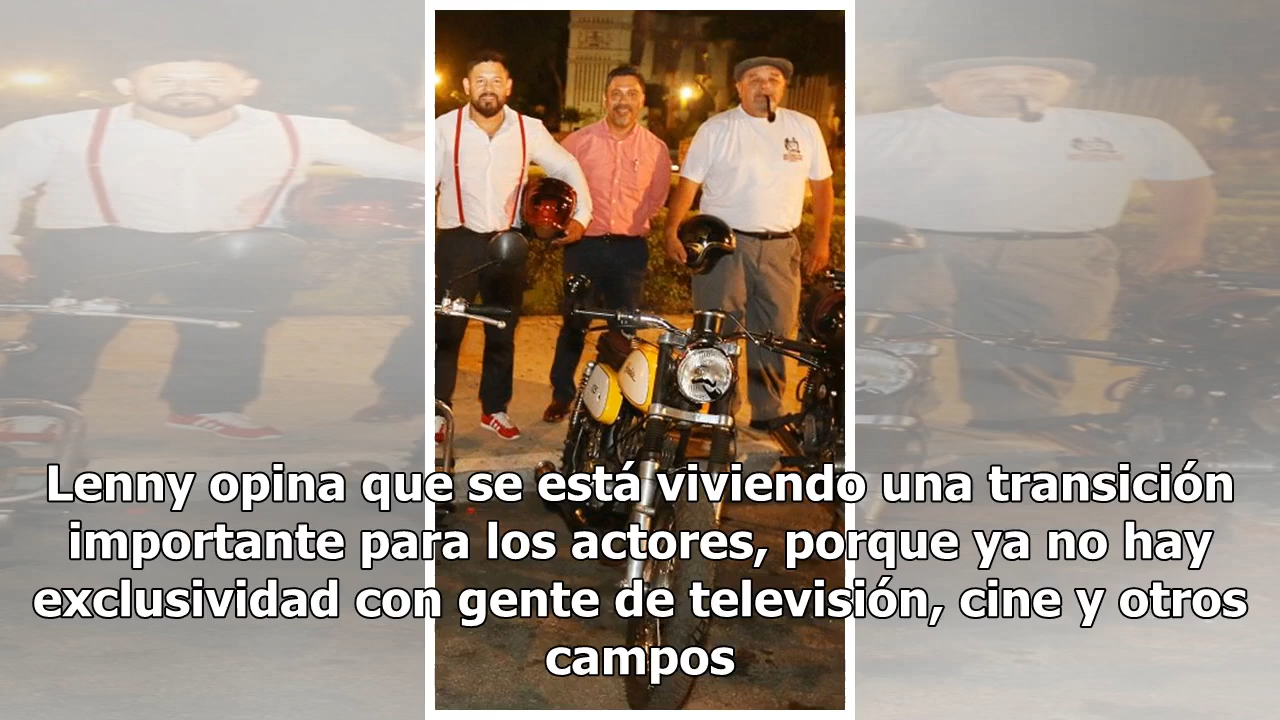 Lenny opina que se está viviendo una transición
importante para los actores, porque ya no hay
exclusividad con gente de televisión, cine y otros
campos